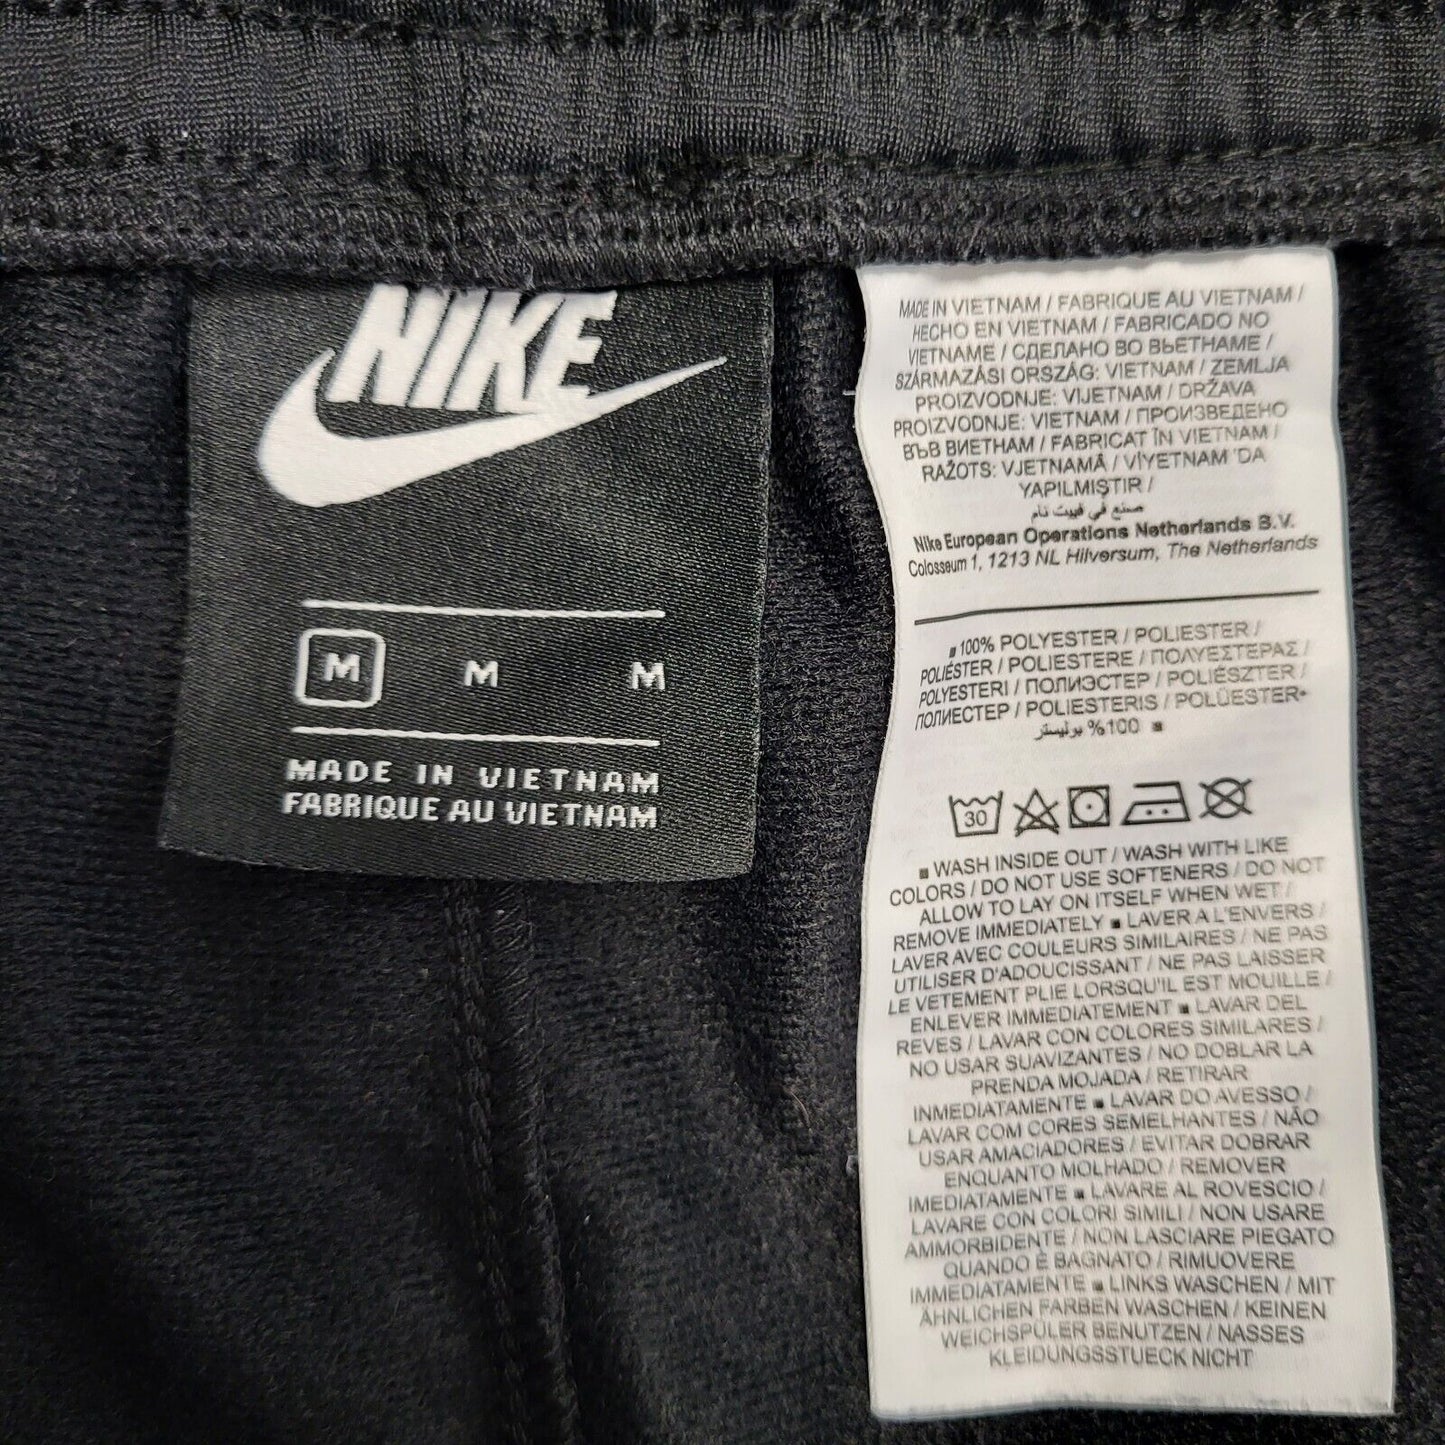 NIKE
M M M
MADE IN VIETNAM
FABRIQUE AU VIETNAM
MADE IN VIETNAM / FABRIQUE AU VIETNAM /
HECHO EN VIETNAM / FABRICADO NO
VIETNAME / СДЕЛАНО ВО ВЬЕТНАМЕ /
SZÁRMAZÁSI ORSZÁG: VIETNAM / ZEMLJA
PROIZVODNJE: VIJETNAM / DRŽAVA
PROIZVODNJE: VIETNAM / ПРОИЗВЕДЕНО
ВЪВ ВИЕТНАМ / FABRICAT ÎN VIETNAM /
RAŽOTS: VJETNAMĀ / VİYETNAM 'DA
YAPILMIŞTIR /
صنع في فييت نام
Nike European Operations Netherlands B.V.
Colosseum 1, 1213 NL Hilversum, The Netherlands
■ 100% POLYESTER / POLIESTER /
POLIÉSTER / POLIESTERE / ΠΟΛΥΕΣΤΕΡΑΣ /
POLYESTERI / ПОЛИЭСТЕР / POLIÉSZTER /
ПОЛИЕСТЕР / POLIESTERIS / POLÜESTER•
100% بوليستر ■
30
■ WASH INSIDE OUT / WASH WITH LIKE
COLORS / DO NOT USE SOFTENERS / DO NOT
ALLOW TO LAY ON ITSELF WHEN WET /
REMOVE IMMEDIATELY ■ LAVER A L'ENVERS /
LAVER AVEC COULEURS SIMILAIRES / NE PAS
UTILISER D'ADOUCISSANT / NE PAS LAISSER
LE VETEMENT PLIE LORSQU'IL EST MOUILLE /
ENLEVER IMMEDIATEMENT ■ LAVAR DEL
REVES / LAVAR CON COLORES SIMILARES /
NO USAR SUAVIZANTES / NO DOBLAR LA
PRENDA MOJADA / RETIRAR
INMEDIATAMENTE ■ LAVAR DO AVESSO /
LAVAR COM CORES SEMELHANTES / NÃO
USAR AMACIADORES / EVITAR DOBRAR
ENQUANTO MOLHADO / REMOVER
IMEDIATAMENTE ■ LAVARE AL ROVESCIO /
LAVARE CON COLORI SIMILI / NON USARE
AMMORBIDENTE / NON LASCIARE PIEGATO
QUANDO È BAGNATO / RIMUOVERE
IMMEDIATAMENTE ■ LINKS WASCHEN / MIT
ÄHNLICHEN FARBEN WASCHEN / KEINEN
WEICHSPÜLER BENUTZEN / NASSES
KLEIDUNGSSTUECK NICHT